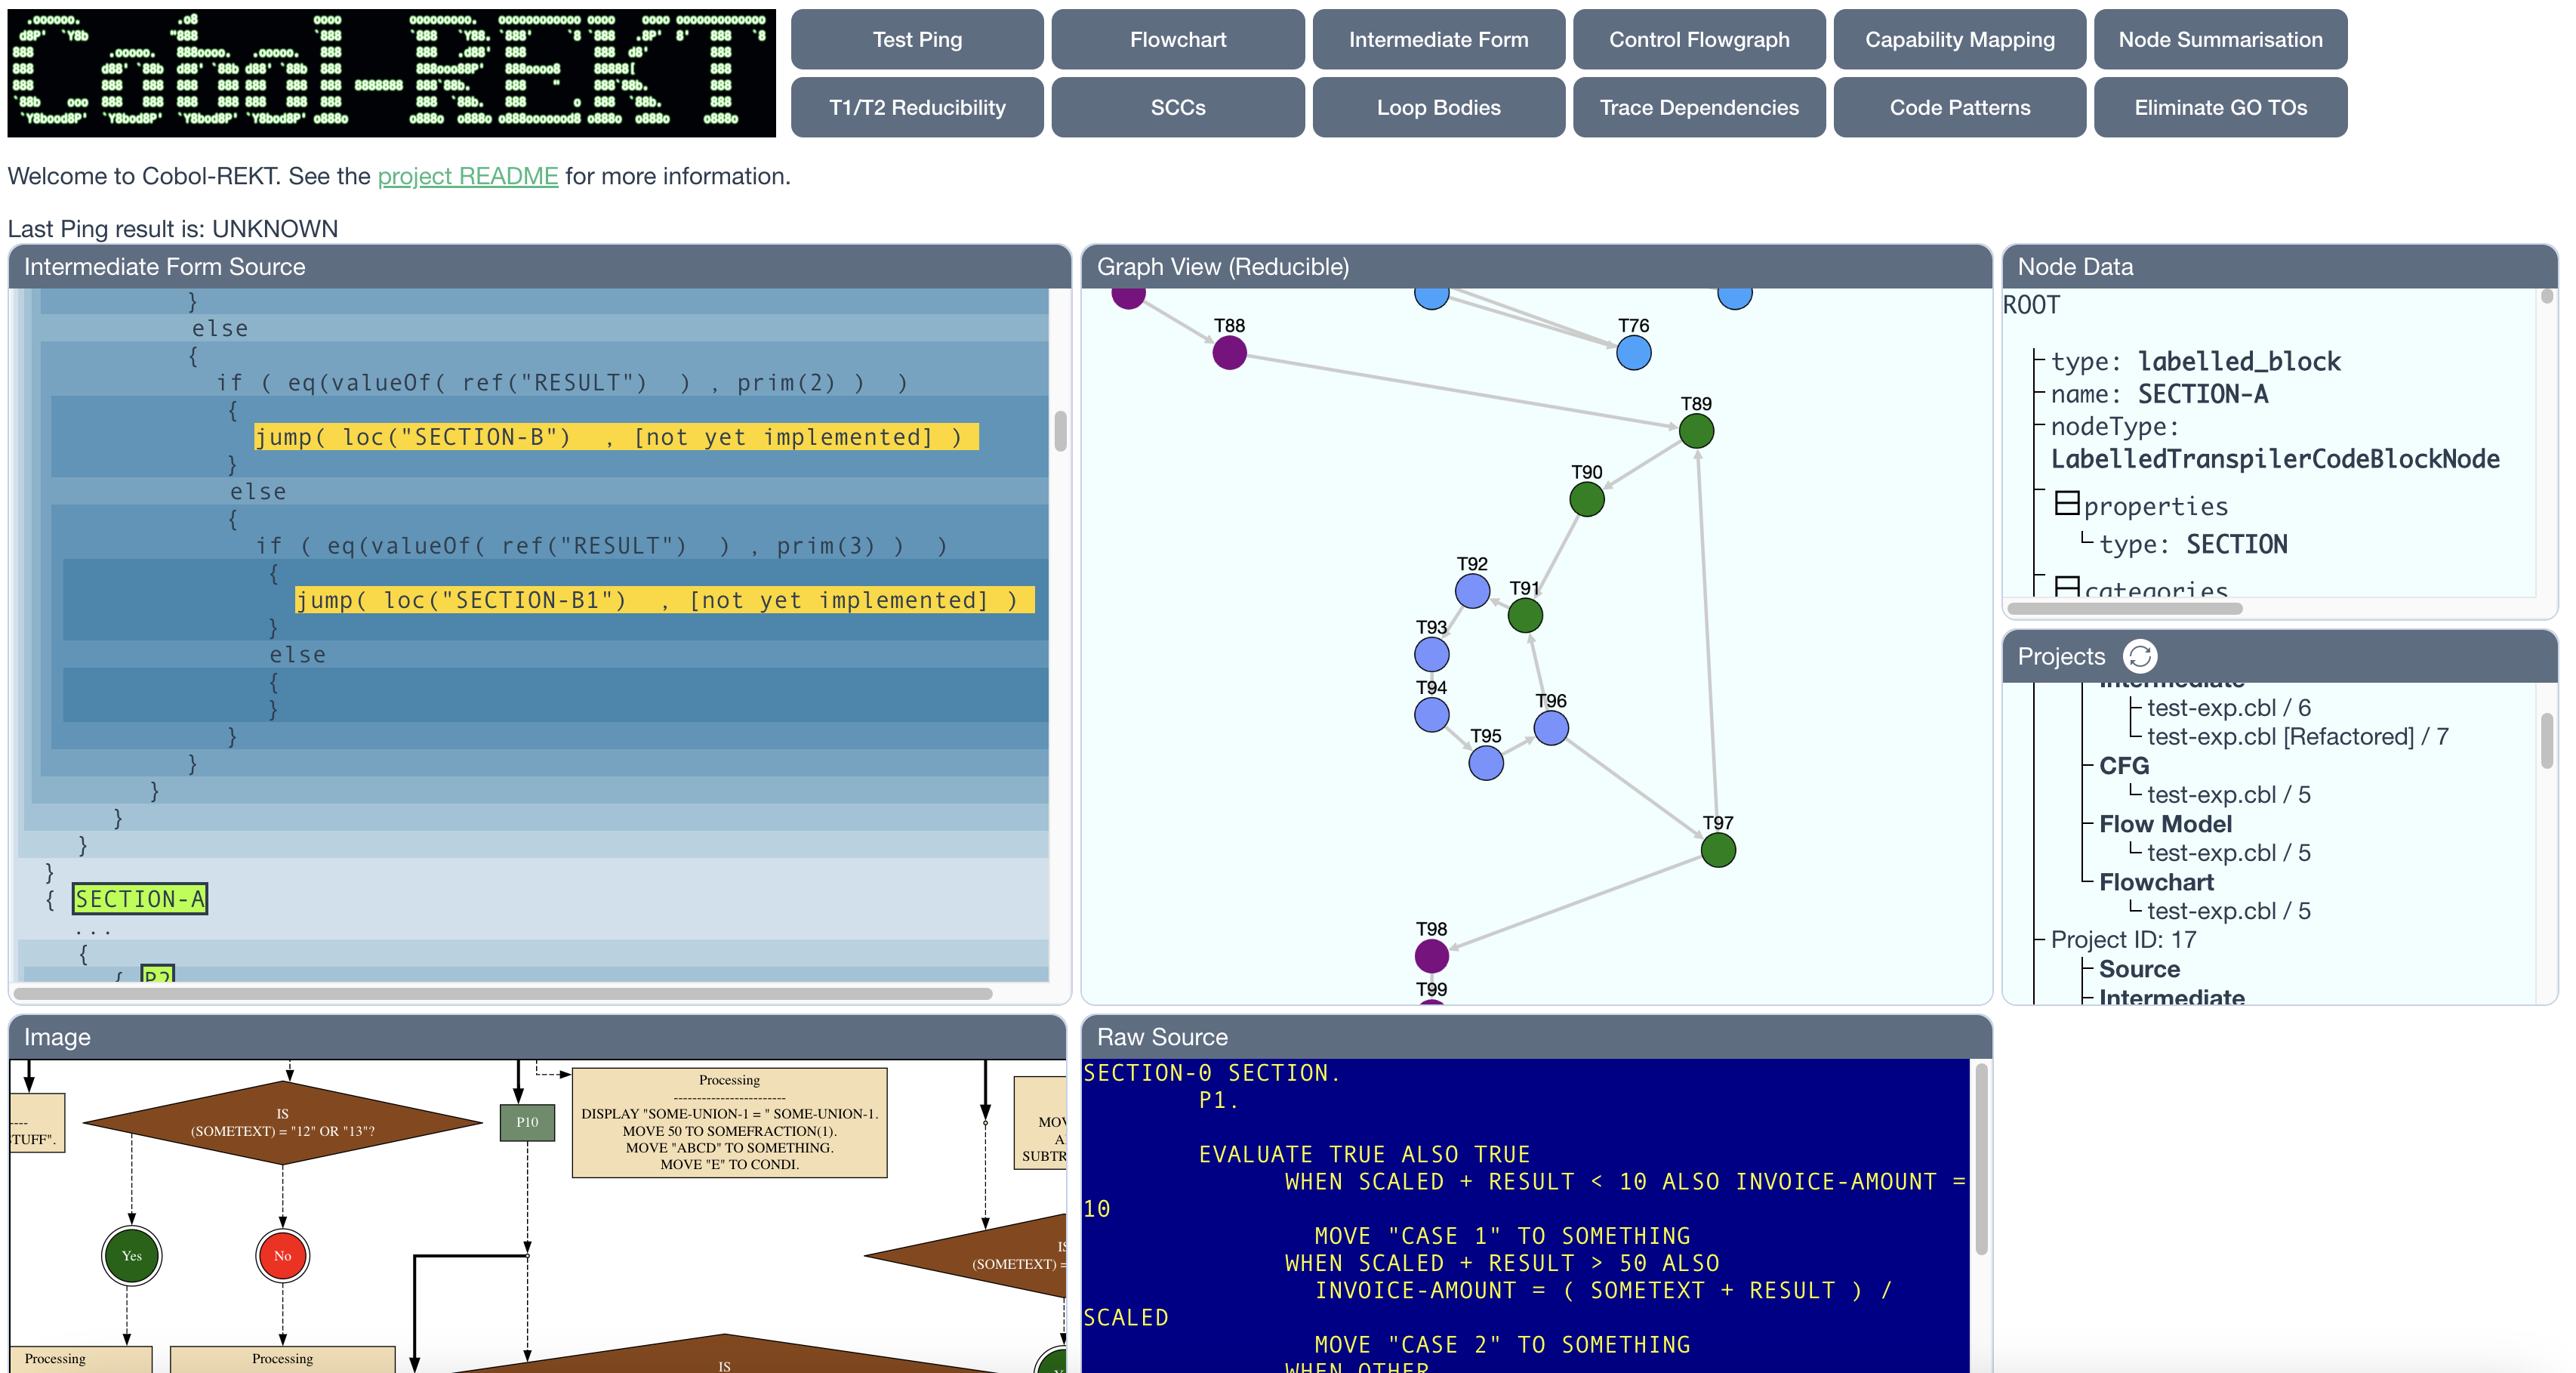 Cobol-REKT
Test Ping
Flowchart
Intermediate Form
Control Flowgraph
Capability Mapping
Node Summarisation
T1/T2 Reducibility
SCCs
Loop Bodies
Trace Dependencies
Code Patterns
Eliminate GO TOs
Welcome to Cobol-REKT. See the project README for more information.
Last Ping result is: UNKNOWN
Intermediate Form Source
}
else
{
if ( eq(valueOf( ref("RESULT")  ) , prim(2) )  )
{
jump( loc("SECTION-B")  , [not yet implemented] )
}
else
{
if ( eq(valueOf( ref("RESULT")  ) , prim(3) )  )
{
jump( loc("SECTION-B1")  , [not yet implemented] )
}
else
{
}
}
}
}
}
}
}
{ SECTION-A
...
{
{ P2
Graph View (Reducible)
T88
T76
T89
T90
T92
T91
T93
T94
T96
T95
T97
T98
T99
Node Data
ROOT
type: labelled_block
name: SECTION-A
nodeType:
LabelledTranspilerCodeBlockNode
properties
type: SECTION
categories
Projects
Intermediate
test-exp.cbl / 6
test-exp.cbl [Refactored] / 7
CFG
test-exp.cbl / 5
Flow Model
test-exp.cbl / 5
Flowchart
test-exp.cbl / 5
Project ID: 17
Source
Intermediate
Image
----
TUFF".
IS
(SOMETEXT) = "12" OR "13"?
P10
Processing
------------------------
DISPLAY "SOME-UNION-1 = " SOME-UNION-1.
MOVE 50 TO SOMEFRACTION(1).
MOVE "ABCD" TO SOMETHING.
MOVE "E" TO CONDI.
MOV
A
SUBTR
Yes
No
IS
(SOMETEXT) =
Processing
Processing
IS
Raw Source
SECTION-0 SECTION.
P1.
EVALUATE TRUE ALSO TRUE
WHEN SCALED + RESULT < 10 ALSO INVOICE-AMOUNT =
10
MOVE "CASE 1" TO SOMETHING
WHEN SCALED + RESULT > 50 ALSO
INVOICE-AMOUNT = ( SOMETEXT + RESULT ) /
SCALED
MOVE "CASE 2" TO SOMETHING
WHEN OTHER